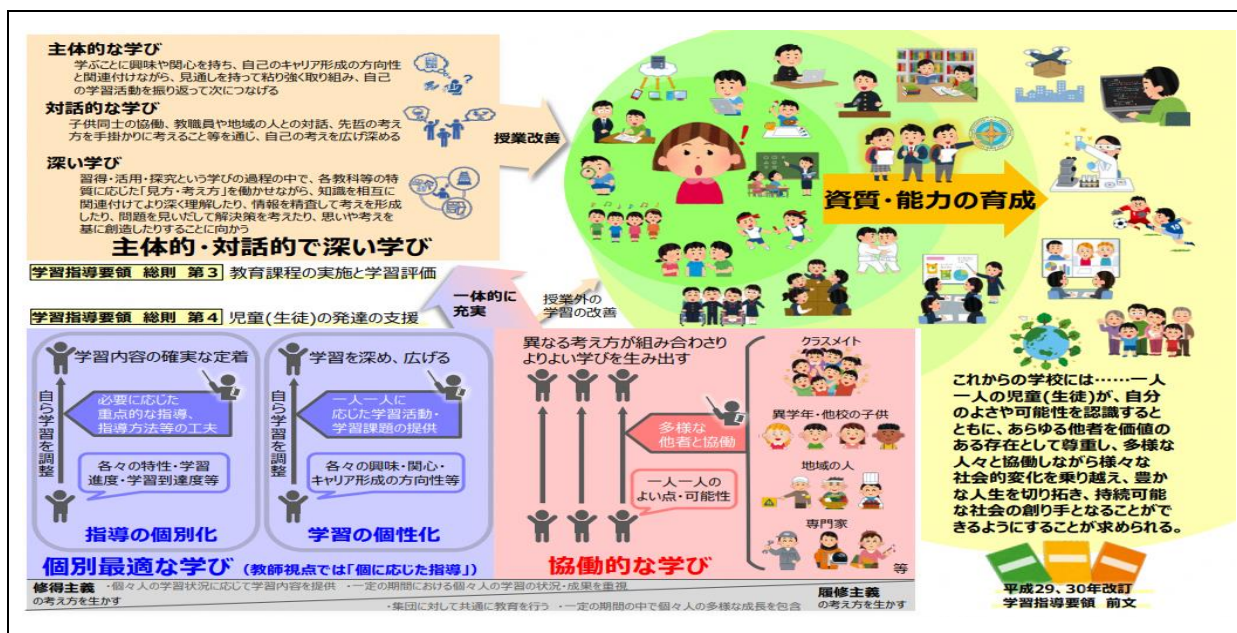 主体的な学び
学ぶことに興味や関心を持ち、自己のキャリア形成の方向性
と関連付けながら、見通しを持って粘り強く取り組み、自己
の学習活動を振り返って次につなげる
対話的な学び
子供同士の協働、教職員や地域の人との対話、先哲の考え
方を手掛かりに考えること等を通じ、自己の考えを広げ深める
深い学び
習得・活用・探究という学びの過程の中で、各教科等の特
質に応じた「見方・考え方」を働かせながら、知識を相互に
関連付けてより深く理解したり、情報を精査して考えを形成
したり、問題を見いだして解決策を考えたり、思いや考えを
基に創造したりすることに向かう
主体的・対話的で深い学び
授業改善
資質・能力の育成
学習指導要領 総則 第3 教育課程の実施と学習評価
一体的に
充実
授業外の
学習の改善
学習指導要領 総則 第4 児童(生徒)の発達の支援
学習内容の確実な定着
自ら学習を調整
必要に応じた
重点的な指導、
指導方法等の工夫
各々の特性・学習
進度・学習到達度等
指導の個別化
学習を深め、広げる
自ら学習を調整
一人一人に
応じた学習活動・
学習課題の提供
各々の興味・関心・
キャリア形成の方向性等
学習の個性化
個別最適な学び(教師視点では「個に応じた指導」)
異なる考え方が組み合わさり
よりよい学びを生み出す
多様な
他者と協働
一人一人の
よい点・可能性
協働的な学び
クラスメイト
異学年・他校の子供
地域の人
専門家
等
修得主義
の考え方を生かす
・個々人の学習状況に応じて学習内容を提供 ・一定の期間における個々人の学習の状況・成果を重視
・集団に対して共通に教育を行う ・一定の期間の中で個々人の多様な成長を包含
履修主義
の考え方を生かす
これからの学校には……一人
一人の児童(生徒)が、自分
のよさや可能性を認識すると
ともに、あらゆる他者を価値の
ある存在として尊重し、多様な
人々と協働しながら様々な
社会的変化を乗り越え、豊か
な人生を切り拓き、持続可能
な社会の創り手となることがで
きるようにすることが求められる。
平成29、30年改訂
学習指導要領 前文